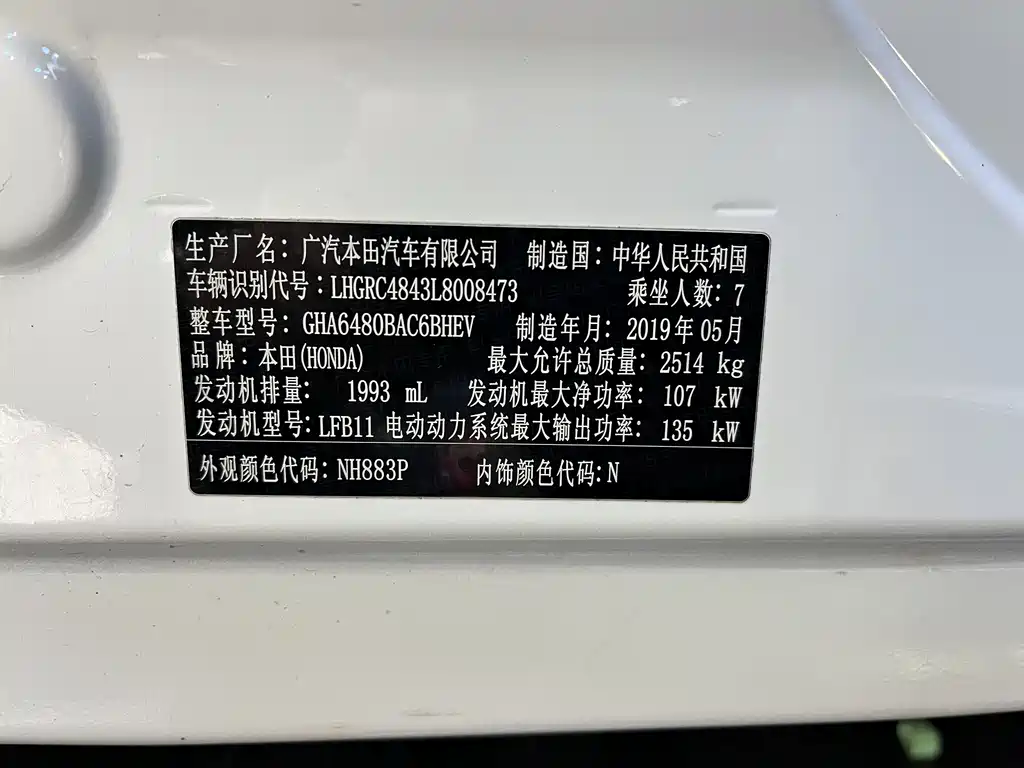 生产厂名：广汽本田汽车有限公司 制造国：中华人民共和国
车辆识别代号：LHGRC4843L8008473 乘坐人数：7
整车型号：GHA6480BAC6BHEV 制造年月：2019年05月
品牌：本田(HONDA) 最大允许总质量：2514 kg
发动机排量： 1993 mL 发动机最大净功率：107 kW
发动机型号：LFB11 电动动力系统最大输出功率：135 kW
外观颜色代码：NH883P 内饰颜色代码：N